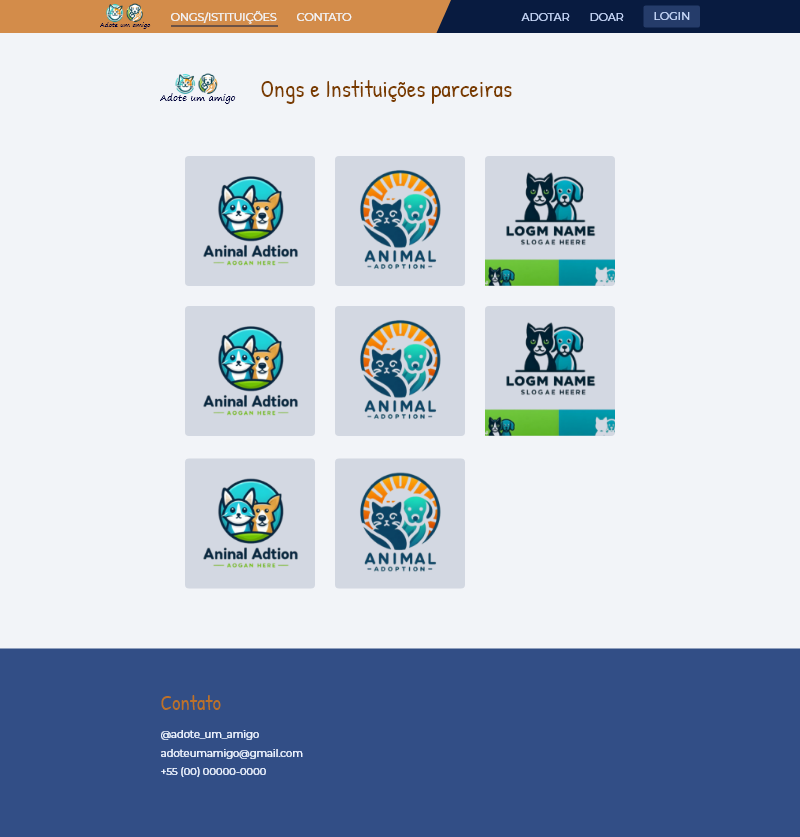 Adote um amigo ONGS/ISTITUIÇÕES CONTATO ADOTAR DOAR LOGIN
Adote um amigo Ongs e Instituições parceiras
Aninal Adtion
AOGAN HERE
ANIMAL
ADOPTION
LOGM NAME
SLOGAE HEERE
Aninal Adtion
AOGAN HERE
ANIMAL
ADOPTION
LOGM NAME
SLOGAE HEERE
Aninal Adtion
AOGAN HERE
ANIMAL
ADOPTION
Contato
@adote_um_amigo
adoteumamigo@gmail.com
+55 (00) 00000-0000